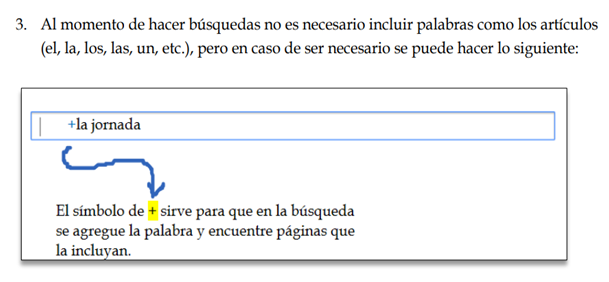 3. Al momento de hacer búsquedas no es necesario incluir palabras como los artículos
(el, la, los, las, un, etc.), pero en caso de ser necesario se puede hacer lo siguiente:
+la jornada
El símbolo de + sirve para que en la búsqueda
se agregue la palabra y encuentre páginas que
la incluyan.